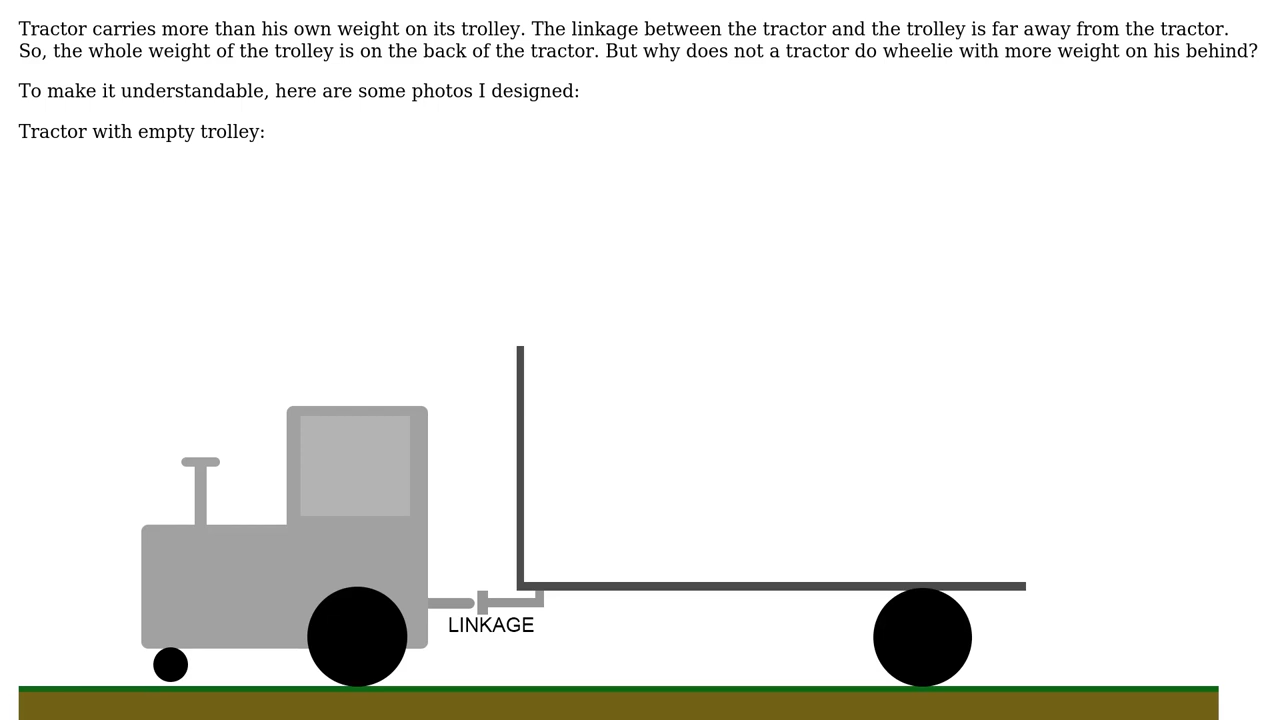 Tractor carries more than his own weight on its trolley. The linkage between the tractor and the trolley is far away from the tractor.
So, the whole weight of the trolley is on the back of the tractor. But why does not a tractor do wheelie with more weight on his behind?
To make it understandable, here are some photos I designed:
Tractor with empty trolley:
LINKAGE